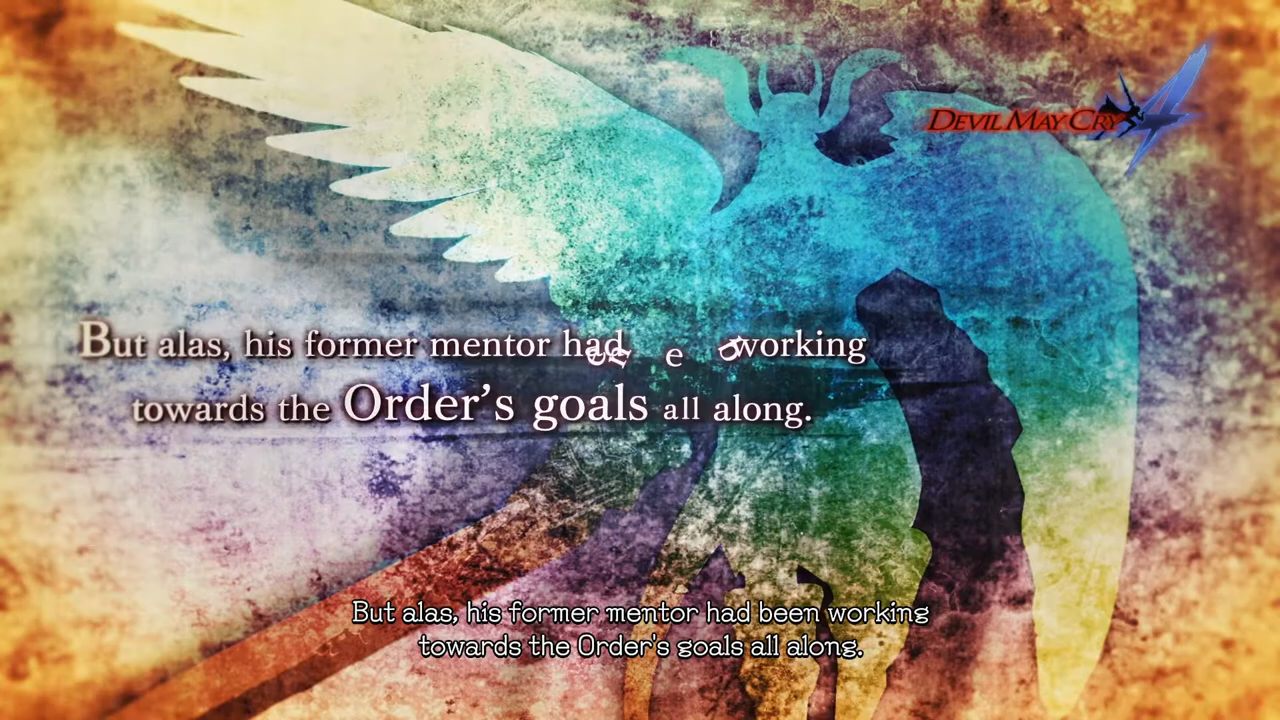 DEVIL MAY CRY 4
But alas, his former mentor had working
towards the Order's goals all along.
But alas, his former mentor had been working
towards the Order's goals all along.